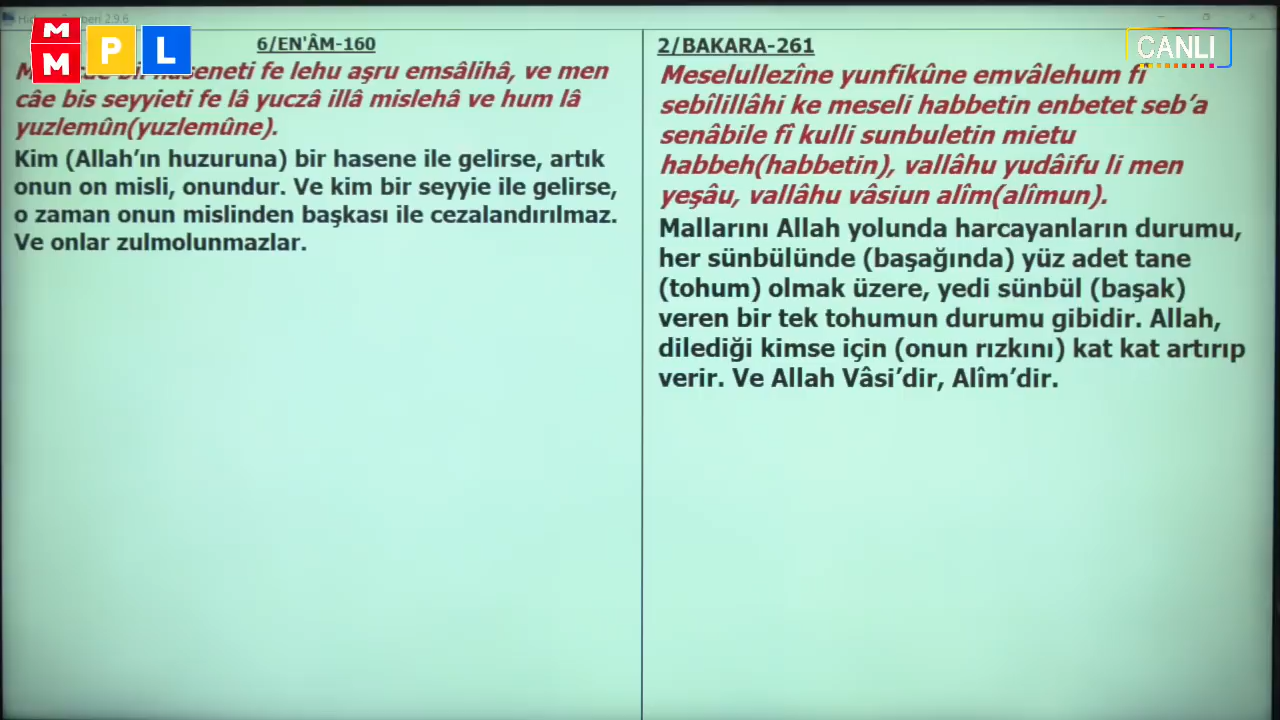 2.9.6
M
M
P
L
CANLI
6/EN'ÂM-160
haseneti fe lehu aşru emsâlihâ, ve men
câe bis seyyieti fe lâ yuczâ illâ mislehâ ve hum lâ
yuzlemûn(yuzlemûne).
Kim (Allah’ın huzuruna) bir hasene ile gelirse, artık
onun on misli, onundur. Ve kim bir seyyie ile gelirse,
o zaman onun mislinden başkası ile cezalandırılmaz.
Ve onlar zulmolunmazlar.
2/BAKARA-261
Meselullezîne yunfikûne emvâlehum fî
sebîlillâhi ke meseli habbetin enbetet seb’a
senâbile fî kulli sunbuletin mietu
habbeh(habbetin), vallâhu yudâifu li men
yeşâu, vallâhu vâsiun alîm(alîmun).
Mallarını Allah yolunda harcayanların durumu,
her sünbülünde (başağında) yüz adet tane
(tohum) olmak üzere, yedi sünbül (başak)
veren bir tek tohumun durumu gibidir. Allah,
dilediği kimse için (onun rızkını) kat kat artırıp
verir. Ve Allah Vâsi’dir, Alîm’dir.